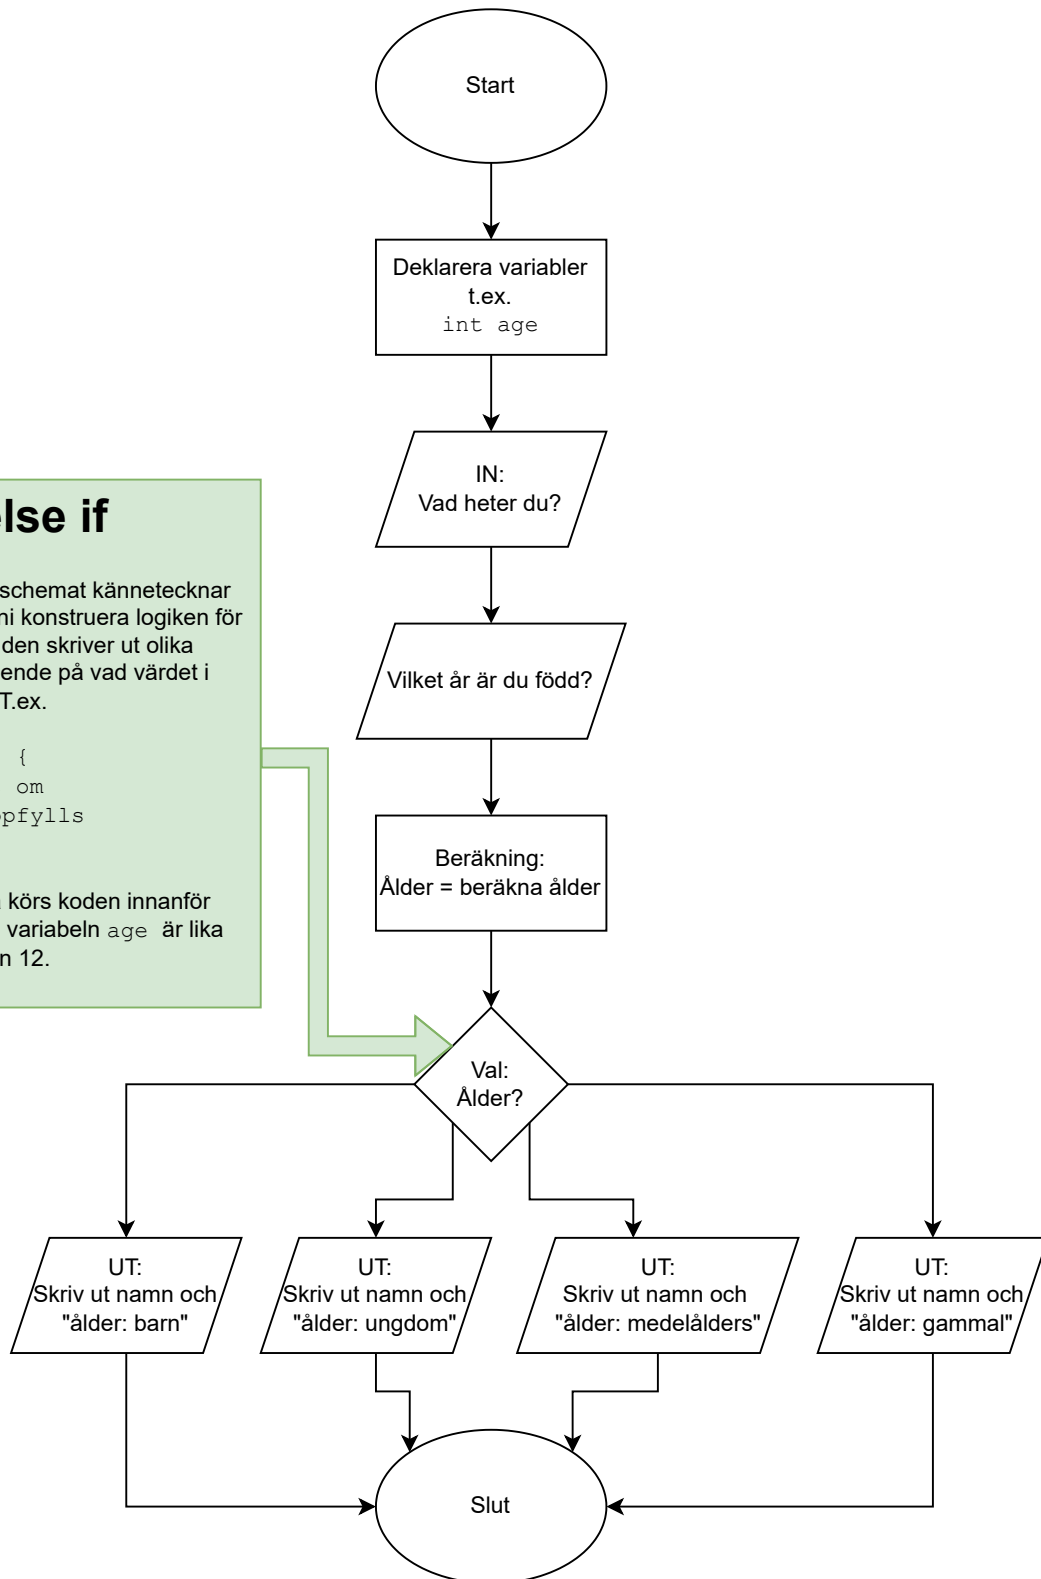 Start
Deklarera variabler
t.ex.
int age
IN:
Vad heter du?
else if
schemat kännetecknar
ni konstruera logiken för
den skriver ut olika
ende på vad värdet i
T.ex.
{
om
pfylls
körs koden innanför
variabeln age är lika
n 12.
Vilket år är du född?
Beräkning:
Ålder = beräkna ålder
Val:
Ålder?
UT:
Skriv ut namn och
"ålder: barn"
UT:
Skriv ut namn och
"ålder: ungdom"
UT:
Skriv ut namn och
"ålder: medelålders"
UT:
Skriv ut namn och
"ålder: gammal"
Slut